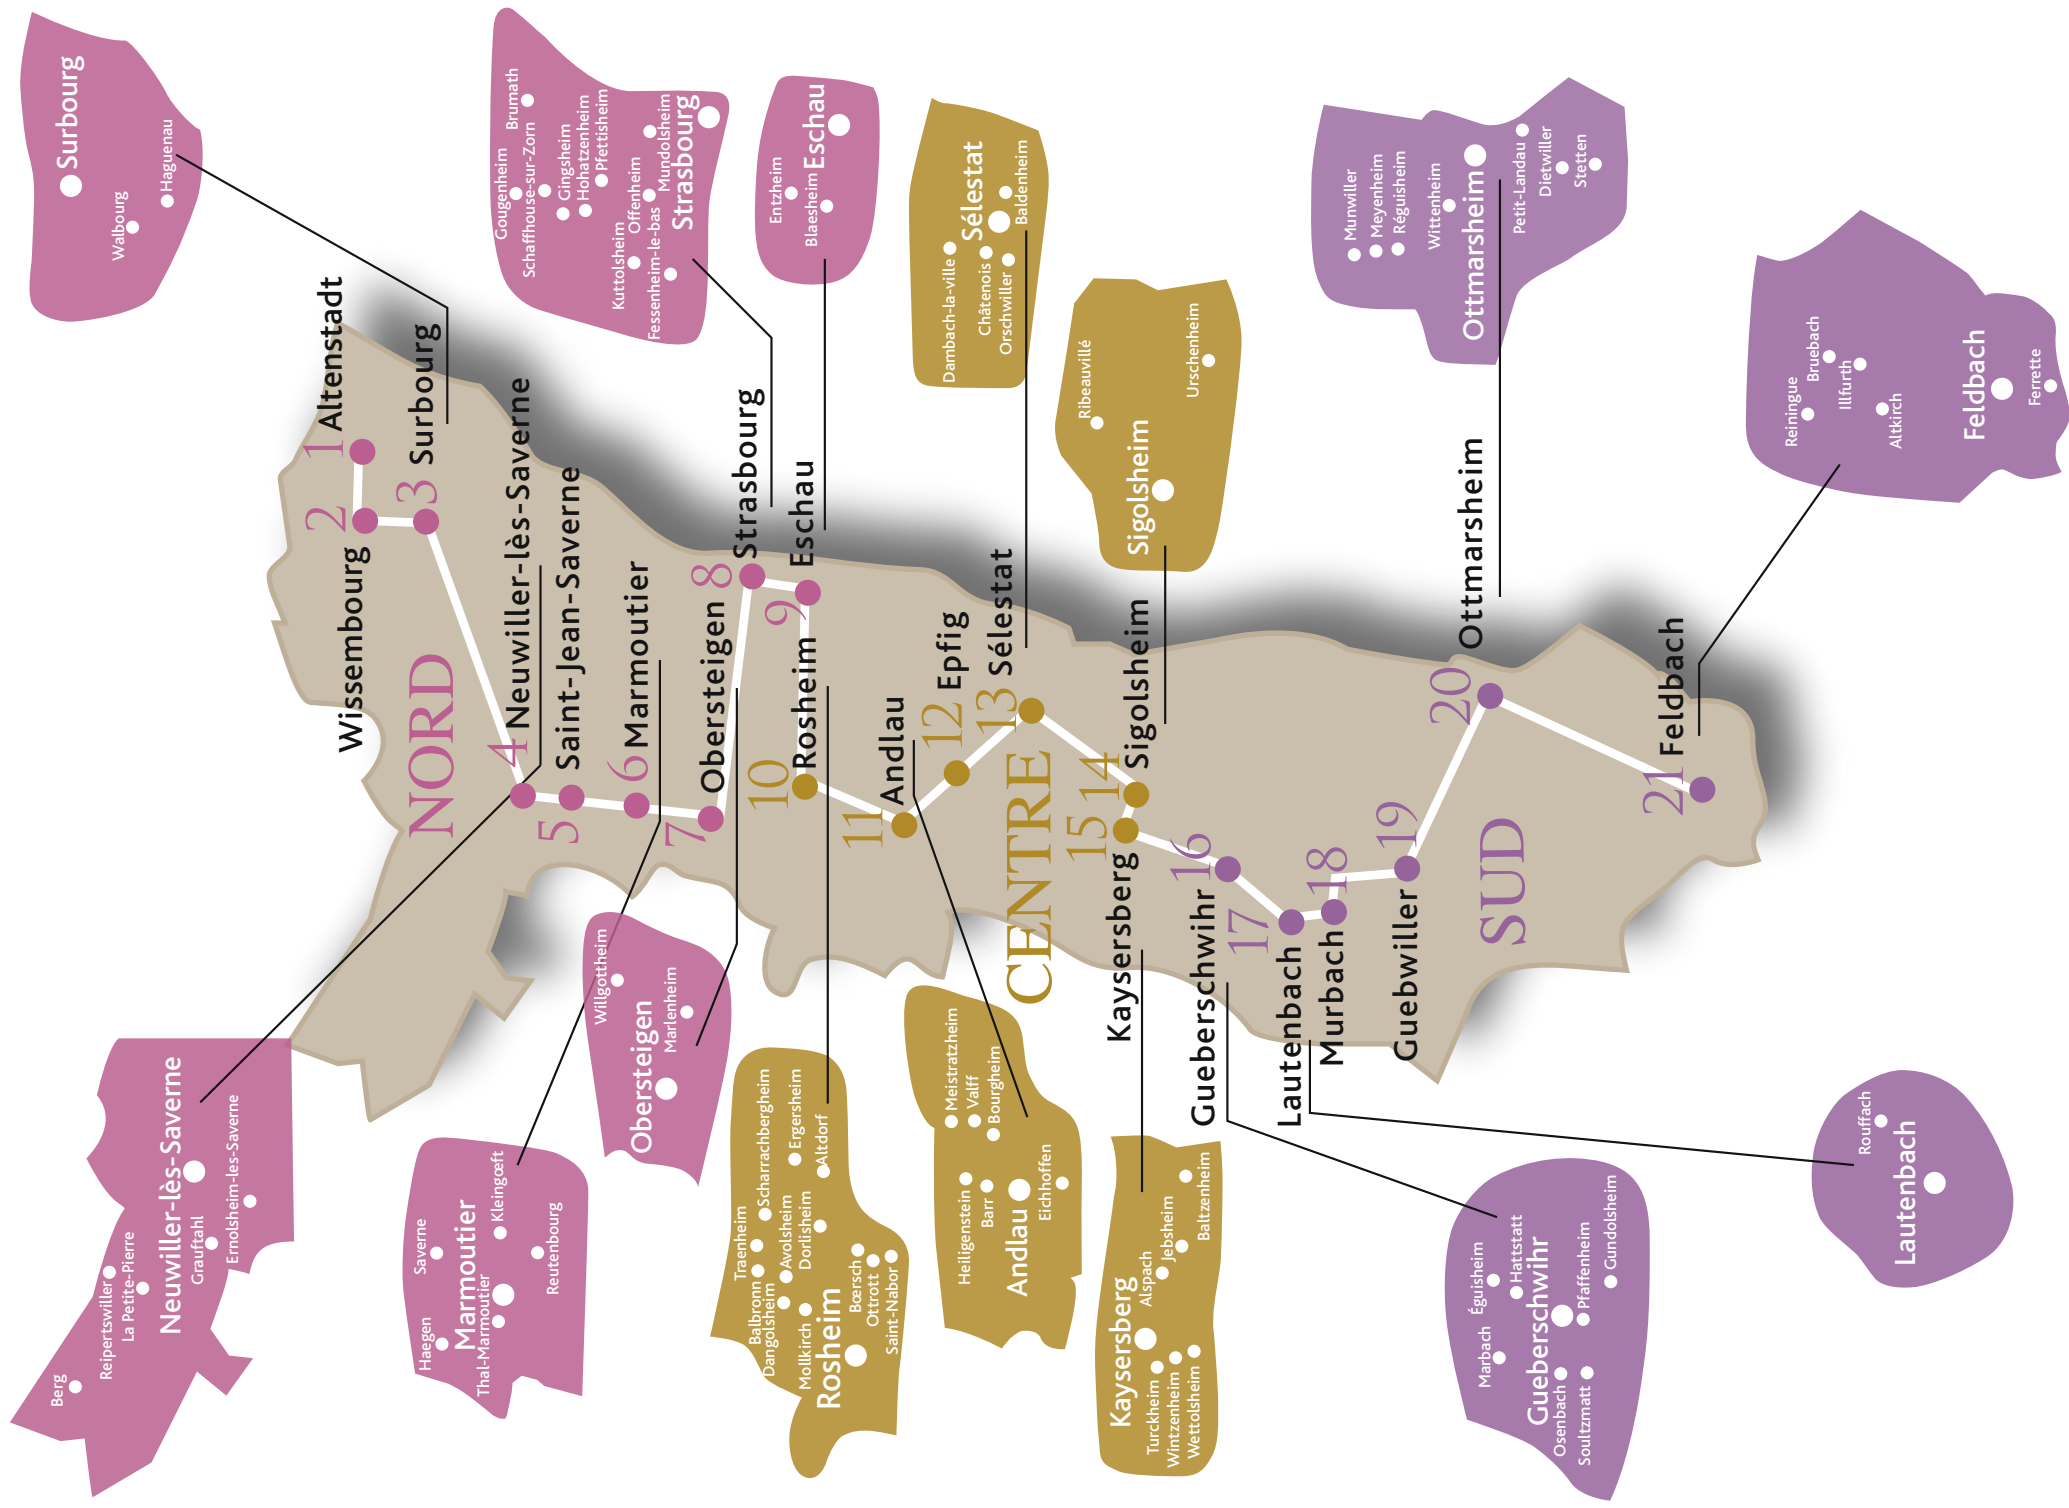 NORD
1
Altenstadt
2
Wissembourg
3
Surbourg
4
Neuwiller-lès-Saverne
5
Saint-Jean-Saverne
6
Marmoutier
7
Obersteigen
8
Strasbourg
9
Eschau
CENTRE
10
Rosheim
11
Andlau
12
Epfig
13
Sélestat
14
Sigolsheim
15
Kaysersberg
SUD
16
Gueberschwihr
17
Lautenbach
18
Murbach
19
Guebwiller
20
Ottmarsheim
21
Feldbach
Surbourg
Walbourg
Haguenau
Brumath
Gougenheim
Schaffhouse-sur-Zorn
Gingsheim
Hohatzenheim
Pfettisheim
Kuttolsheim
Offenheim
Fessenheim-le-bas
Mundolsheim
Strasbourg
Entzheim
Blaesheim
Eschau
Dambach-la-ville
Sélestat
Châtenois
Orschwiller
Baldenheim
Ribeauvillé
Sigolsheim
Urschenheim
Munwiller
Meyenheim
Réguisheim
Wittenheim
Ottmarsheim
Petit-Landau
Dietwiller
Stetten
Reiningue
Bruebach
Illfurth
Altkirch
Feldbach
Ferrette
Berg
Reipertswiller
La Petite-Pierre
Neuwiller-lès-Saverne
Grauftahl
Ernolsheim-les-Saverne
Saverne
Haegen
Marmoutier
Thal-Marmoutier
Kleingœft
Reutenbourg
Willgottheim
Obersteigen
Marlenheim
Traenheim
Scharrachbergheim
Balbronn
Dangolsheim
Avolsheim
Ergersheim
Mollkirch
Dorlisheim
Altdorf
Rosheim
Bœrsch
Ottrott
Saint-Nabor
Meistratzheim
Valff
Bourgheim
Heiligenstein
Barr
Andlau
Eichhoffen
Kaysersberg
Alspach
Jebsheim
Baltzenheim
Turckheim
Wintzenheim
Wettolsheim
Éguisheim
Marbach
Hattstatt
Gueberschwihr
Osenbach
Pfaffenheim
Soultzmatt
Gundolsheim
Rouffach
Lautenbach